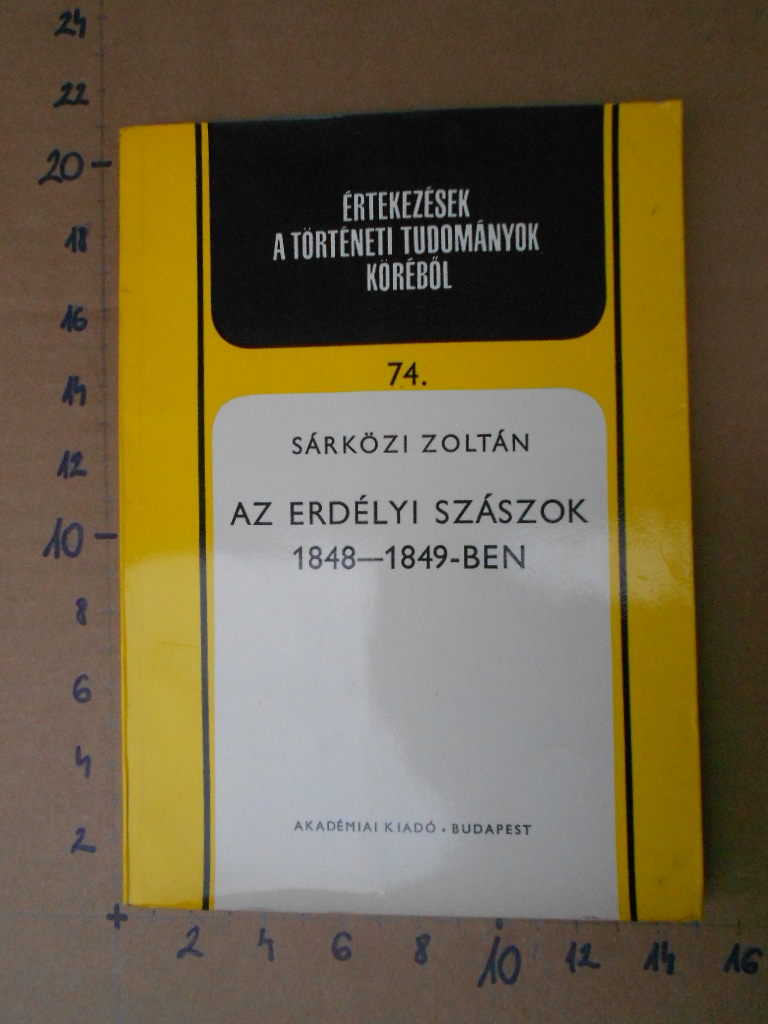 ÉRTEKEZÉSEK
A TÖRTÉNETI TUDOMÁNYOK
KÖRÉBŐL
74.
SÁRKÖZI ZOLTÁN
AZ ERDÉLYI SZÁSZOK
1848—1849-BEN
AKADÉMIAI KIADÓ • BUDAPEST
24
22
20
18
16
14
12
10
8
6
4
2
2 4 6 8 10 12 14 16